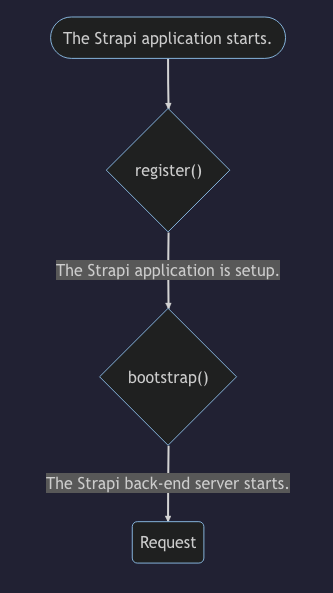 The Strapi application starts.
register()
The Strapi application is setup.
bootstrap()
The Strapi back-end server starts.
Request